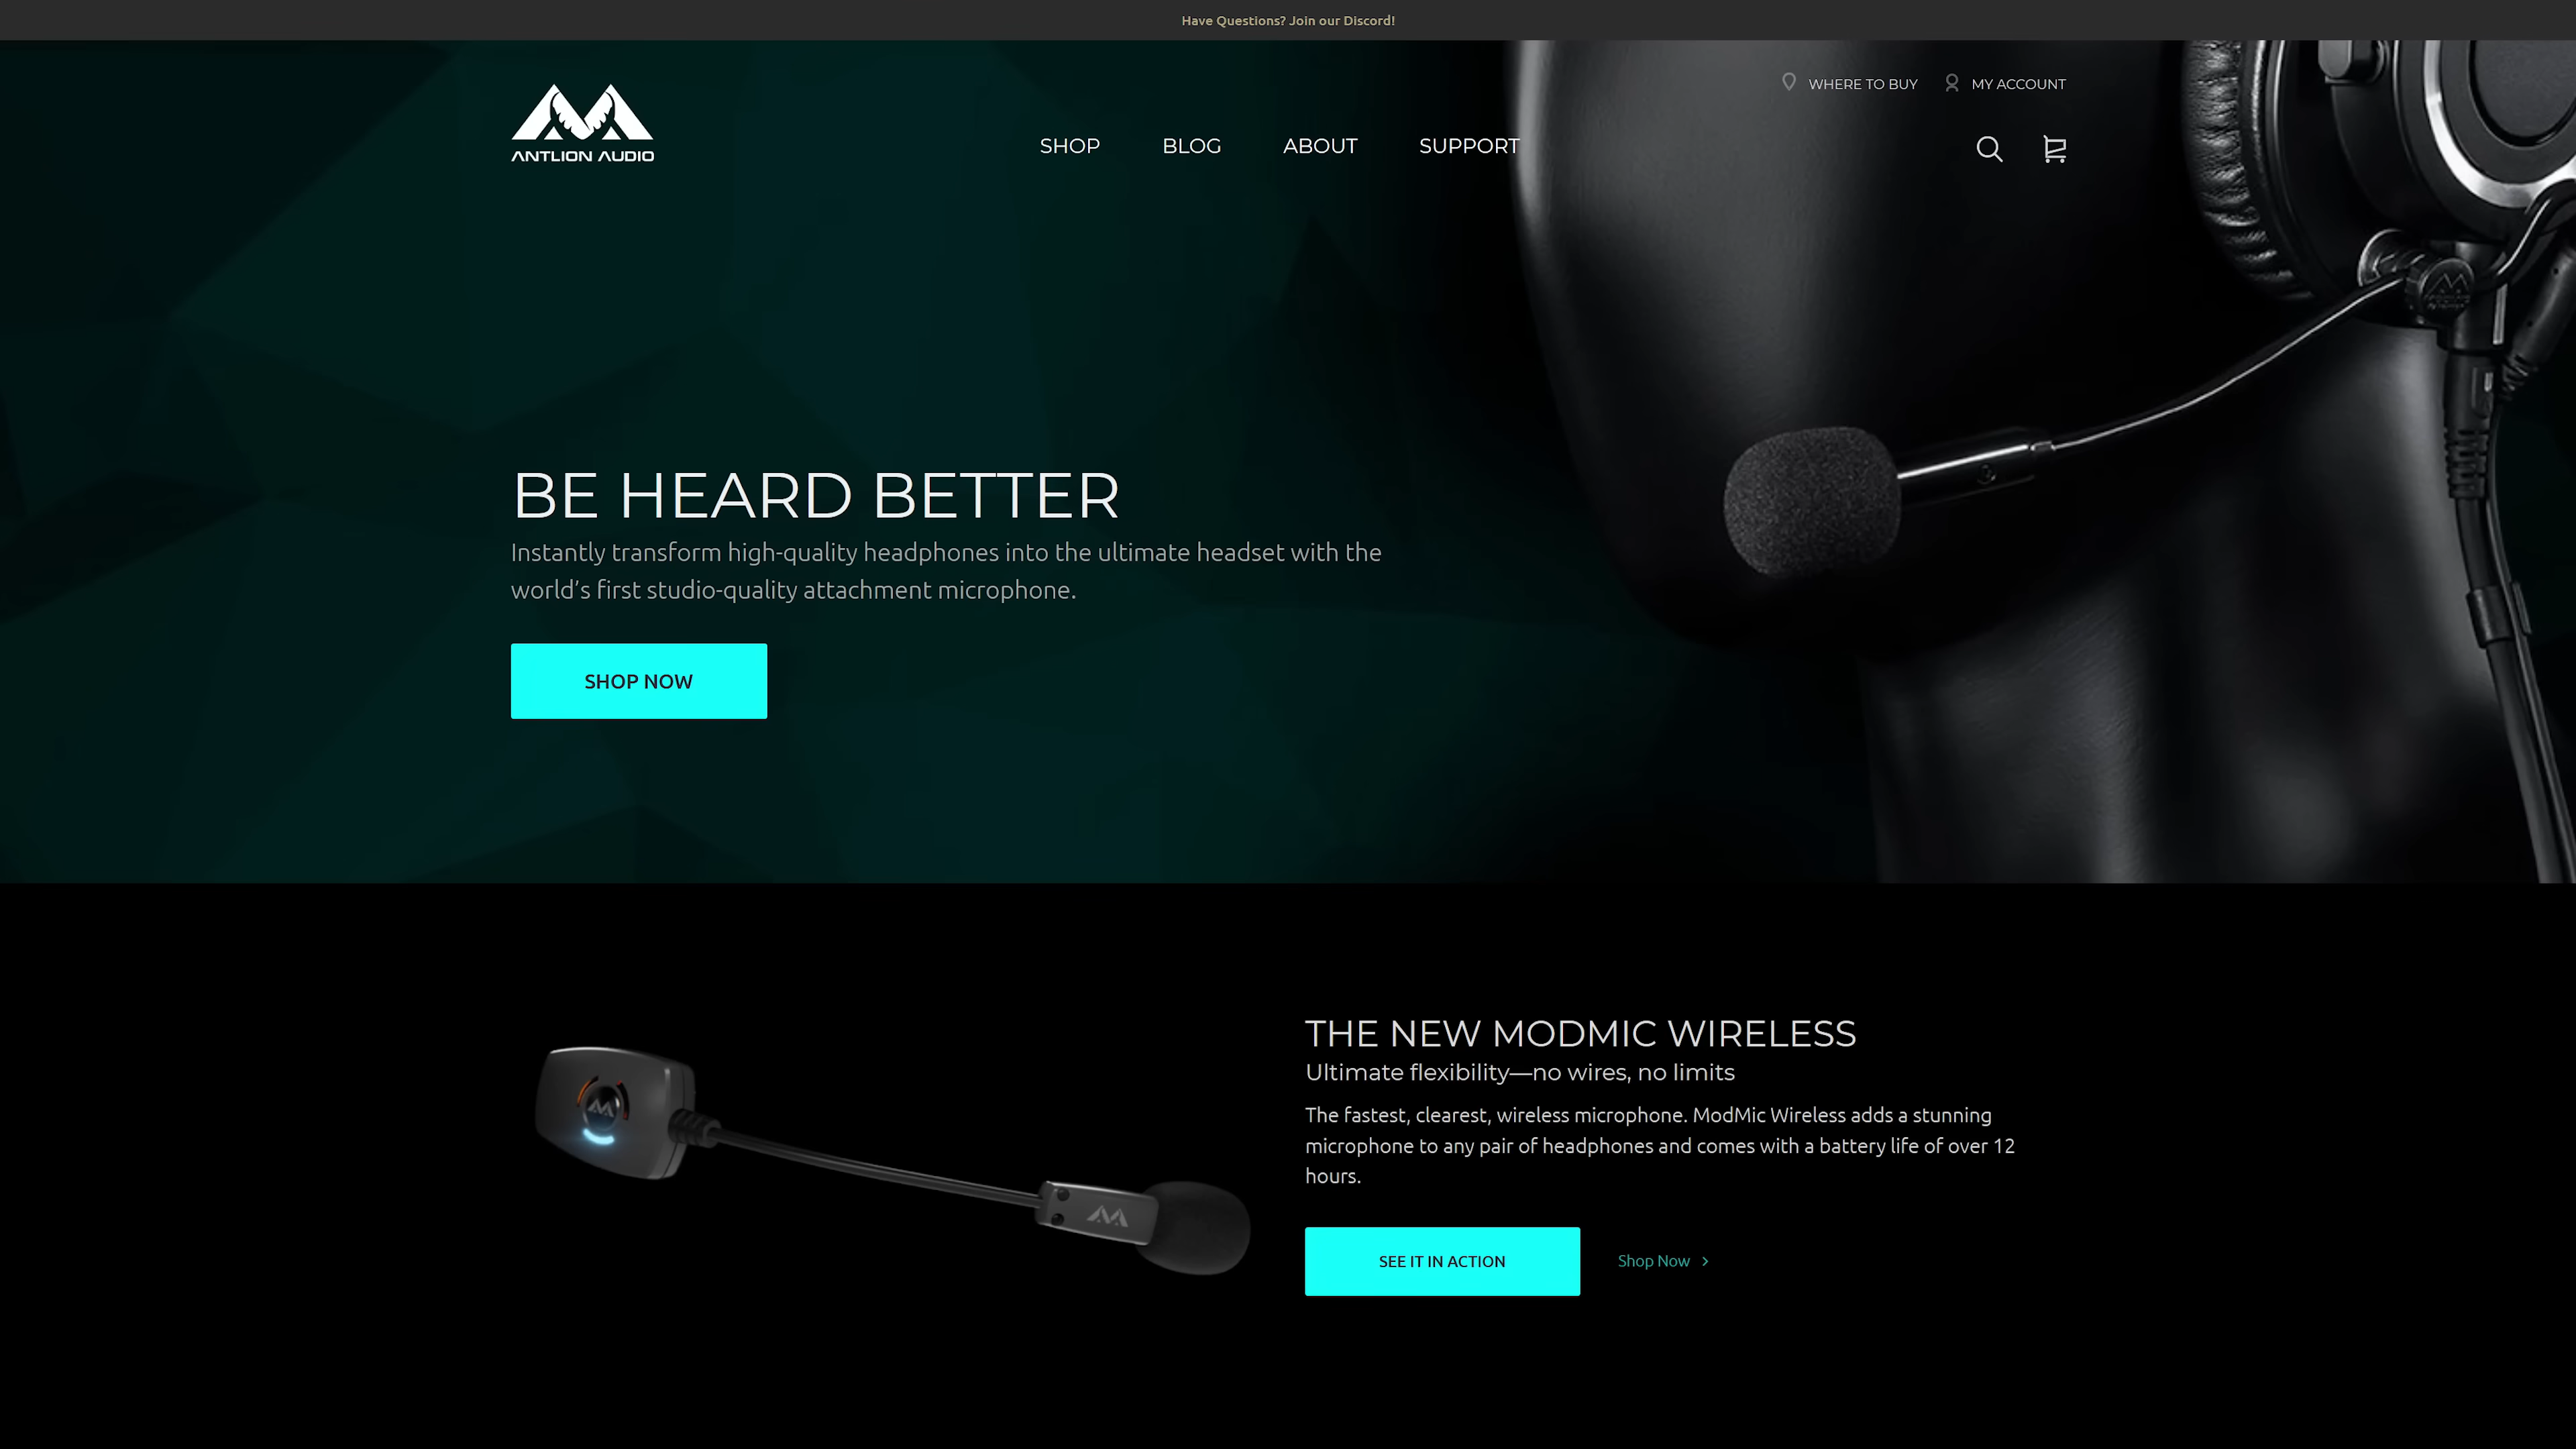 Have Questions? Join our Discord!
WHERE TO BUY
MY ACCOUNT
ANTLION AUDIO
SHOP
BLOG
ABOUT
SUPPORT
BE HEARD BETTER
Instantly transform high-quality headphones into the ultimate headset with the
world’s first studio-quality attachment microphone.
SHOP NOW
THE NEW MODMIC WIRELESS
Ultimate flexibility—no wires, no limits
The fastest, clearest, wireless microphone. ModMic Wireless adds a stunning
microphone to any pair of headphones and comes with a battery life of over 12
hours.
SEE IT IN ACTION
Shop Now